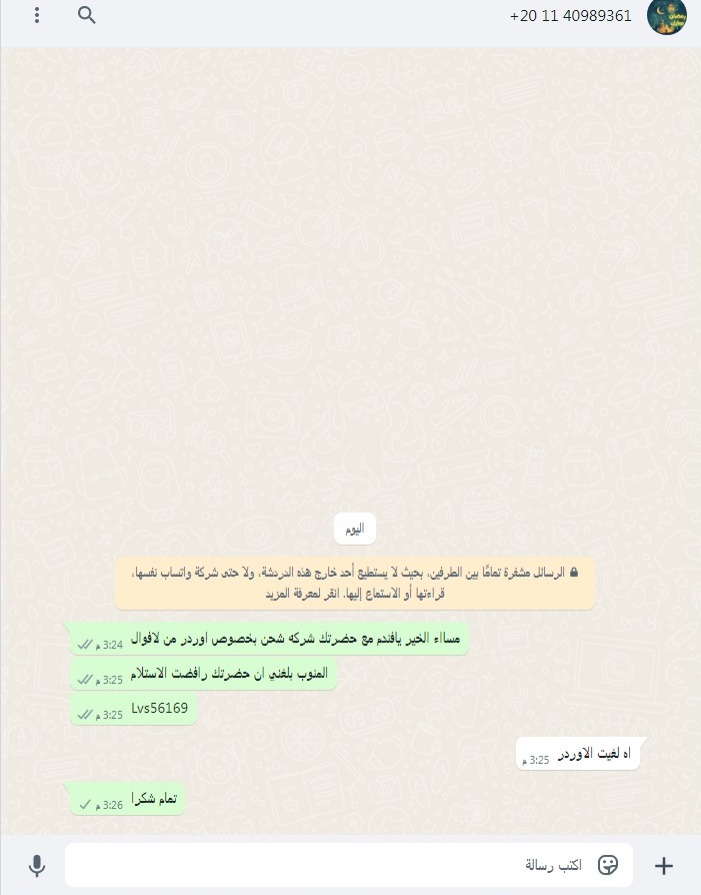 +20 11 40989361
اليوم
الرسائل مشفرة تمامًا بين الطرفين، بحيث لا يستطيع أحد خارج هذه الدردشة، ولا حتى شركة واتساب نفسها،
قراءتها أو الاستماع إليها. انقر لمعرفة المزيد
مسااء الخير يافندم مع حضرتك شركه شحن بخصوص اوردر من لافوال 3:24 م
المنوب بلغني ان حضرتك رافضت الاستلام 3:25 م
Lvs56169 3:25 م
اه لغيت الاوردر 3:25 م
تمام شكرا 3:26 م
اكتب رسالة